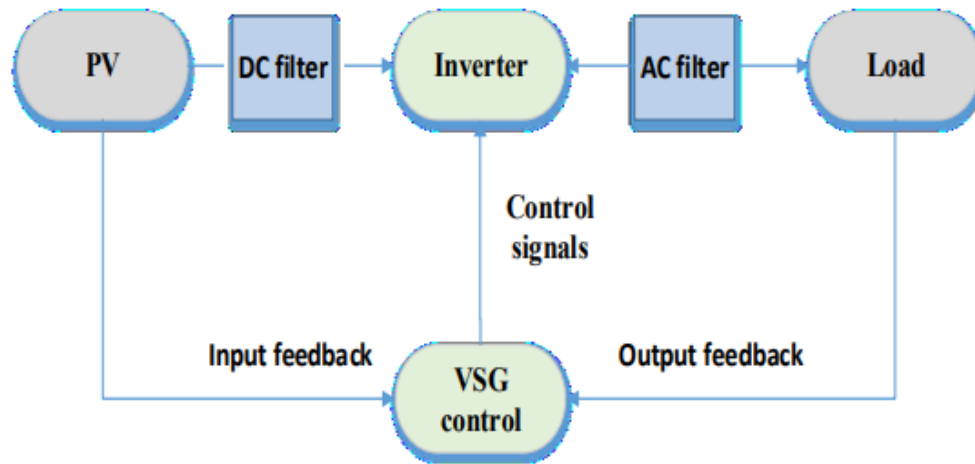 PV
DC filter
Inverter
AC filter
Load
Control
signals
Input feedback
Output feedback
VSG
control